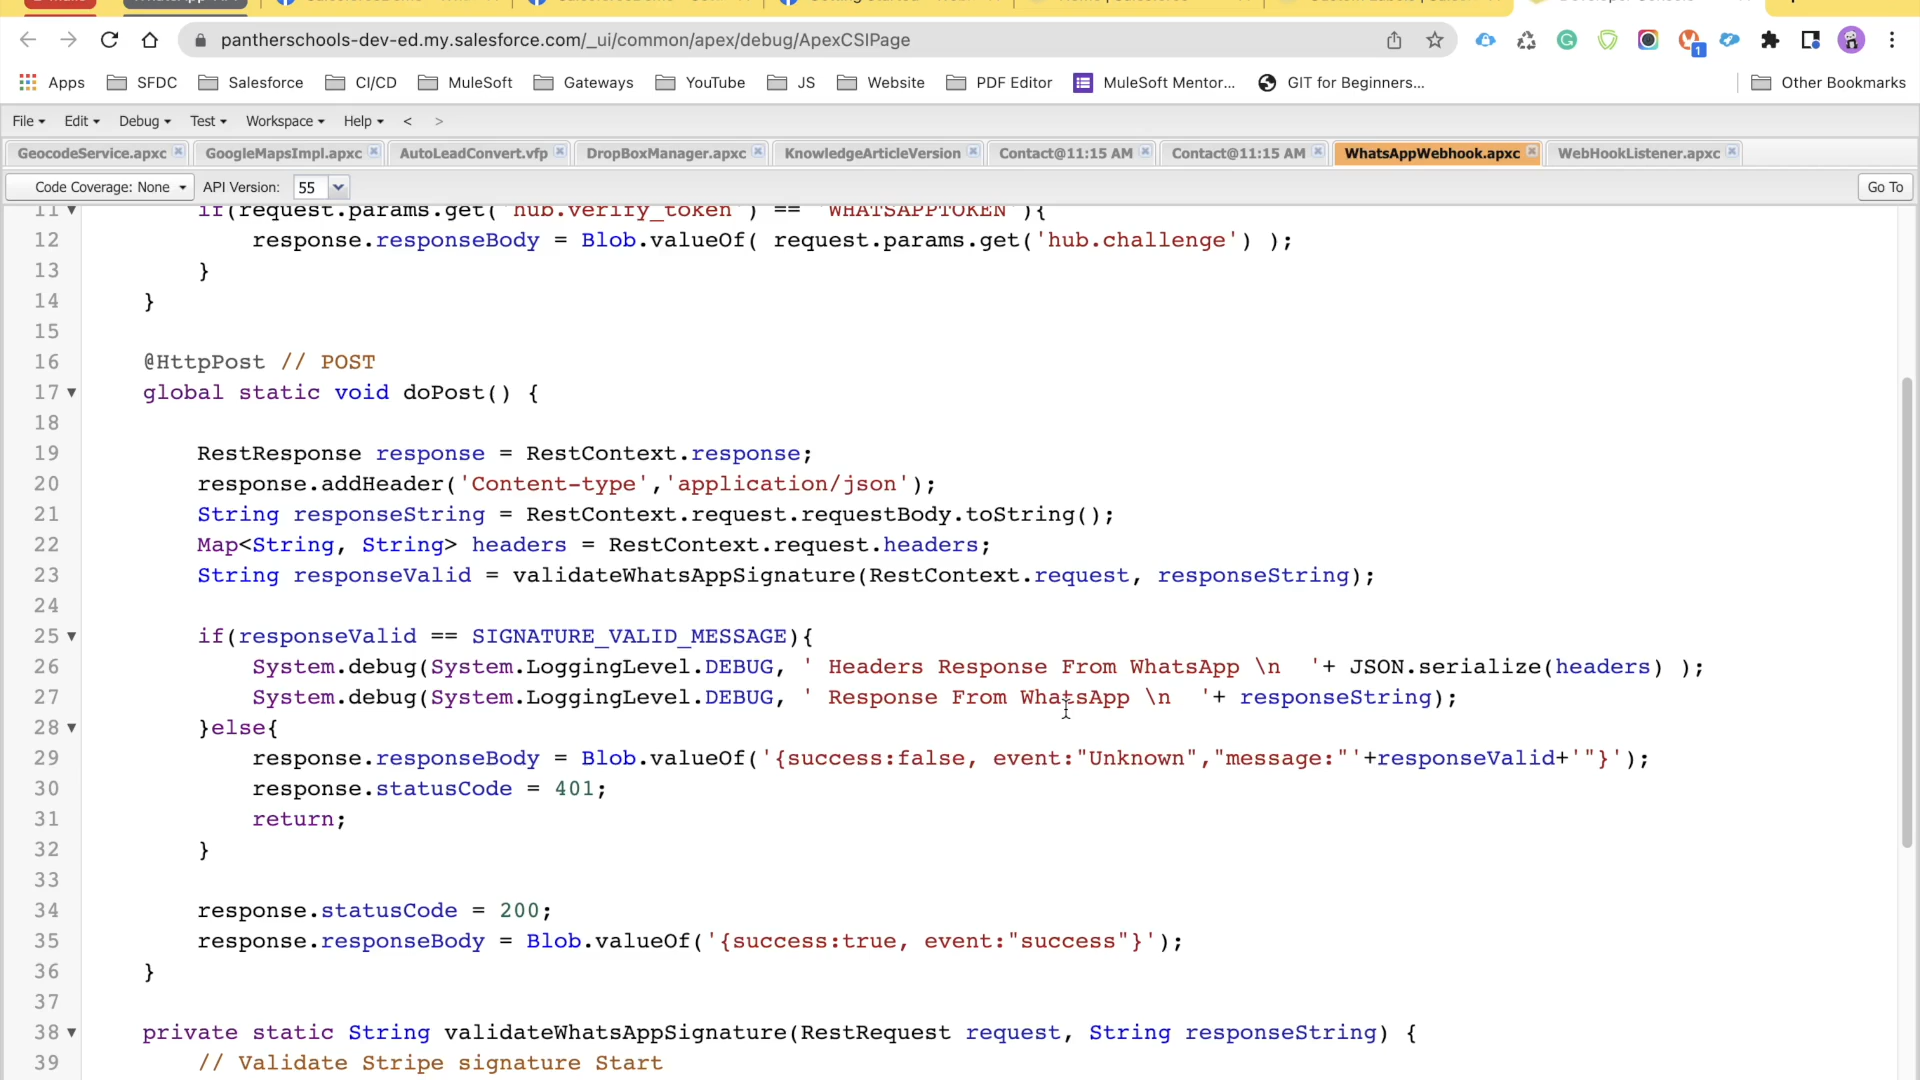 pantherschools-dev-ed.my.salesforce.com/_ui/common/apex/debug/ApexCSIPage
1
Apps SFDC Salesforce CI/CD MuleSoft Gateways YouTube JS Website PDF Editor MuleSoft Mentor... GIT for Beginners... Other Bookmarks
File Edit Debug Test Workspace Help < >
GeocodeService.apxc GoogleMapsImpl.apxc AutoLeadConvert.vfp DropBoxManager.apxc KnowledgeArticleVersion Contact@11:15 AM Contact@11:15 AM WhatsAppWebhook.apxc WebHookListener.apxc
Code Coverage: None API Version: 55 Go To
11 if(request.params.get('hub.verify_token') == 'WHATSAPPTOKEN'){
12 response.responseBody = Blob.valueOf( request.params.get('hub.challenge') );
13 }
14 }
15
16 @HttpPost // POST
17 global static void doPost() {
18
19 RestResponse response = RestContext.response;
20 response.addHeader('Content-type','application/json');
21 String responseString = RestContext.request.requestBody.toString();
22 Map<String, String> headers = RestContext.request.headers;
23 String responseValid = validateWhatsAppSignature(RestContext.request, responseString);
24
25 if(responseValid == SIGNATURE_VALID_MESSAGE){
26 System.debug(System.LoggingLevel.DEBUG, ' Headers Response From WhatsApp \n '+ JSON.serialize(headers) );
27 System.debug(System.LoggingLevel.DEBUG, ' Response From WhatsApp \n '+ responseString);
28 }else{
29 response.responseBody = Blob.valueOf('{success:false, event:"Unknown","message:"'+responseValid+'"}');
30 response.statusCode = 401;
31 return;
32 }
33
34 response.statusCode = 200;
35 response.responseBody = Blob.valueOf('{success:true, event:"success"}');
36 }
37
38 private static String validateWhatsAppSignature(RestRequest request, String responseString) {
39 // Validate Stripe signature Start